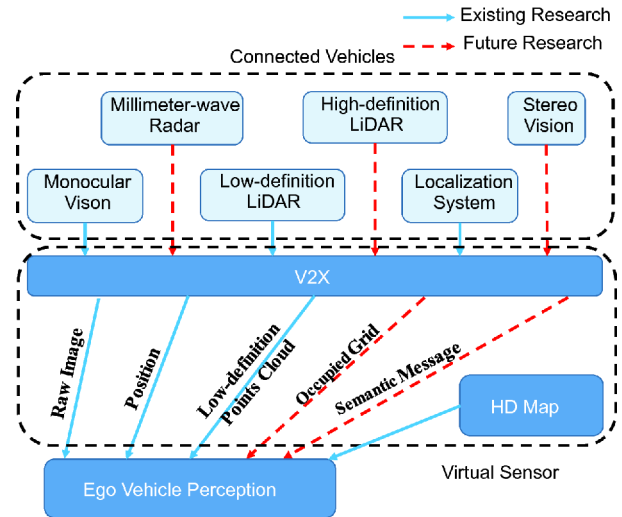 Existing Research
Future Research
Connected Vehicles
Millimeter-wave
Radar
High-definition
LiDAR
Stereo
Vision
Monocular
Vison
Low-definition
LiDAR
Localization
System
V2X
Raw Image
Position
Low-definition
Points Cloud
Occupied Grid
Semantic Message
HD Map
Ego Vehicle Perception
Virtual Sensor